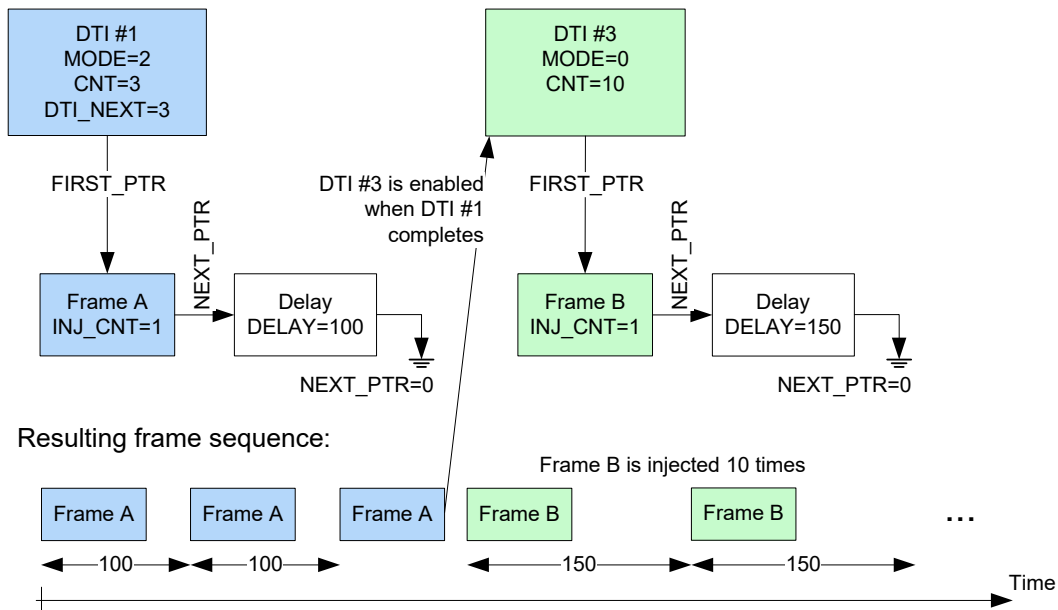 DTI #1
MODE=2
CNT=3
DTI_NEXT=3
DTI #3
MODE=0
CNT=10
FIRST_PTR
NEXT_PTR
DTI #3 is enabled
when DTI #1
completes
FIRST_PTR
NEXT_PTR
Frame A
INJ_CNT=1
Delay
DELAY=100
NEXT_PTR=0
Frame B
INJ_CNT=1
Delay
DELAY=150
NEXT_PTR=0
Resulting frame sequence:
Frame B is injected 10 times
Frame A
Frame A
Frame A
Frame B
Frame B
...
100
100
150
150
Time